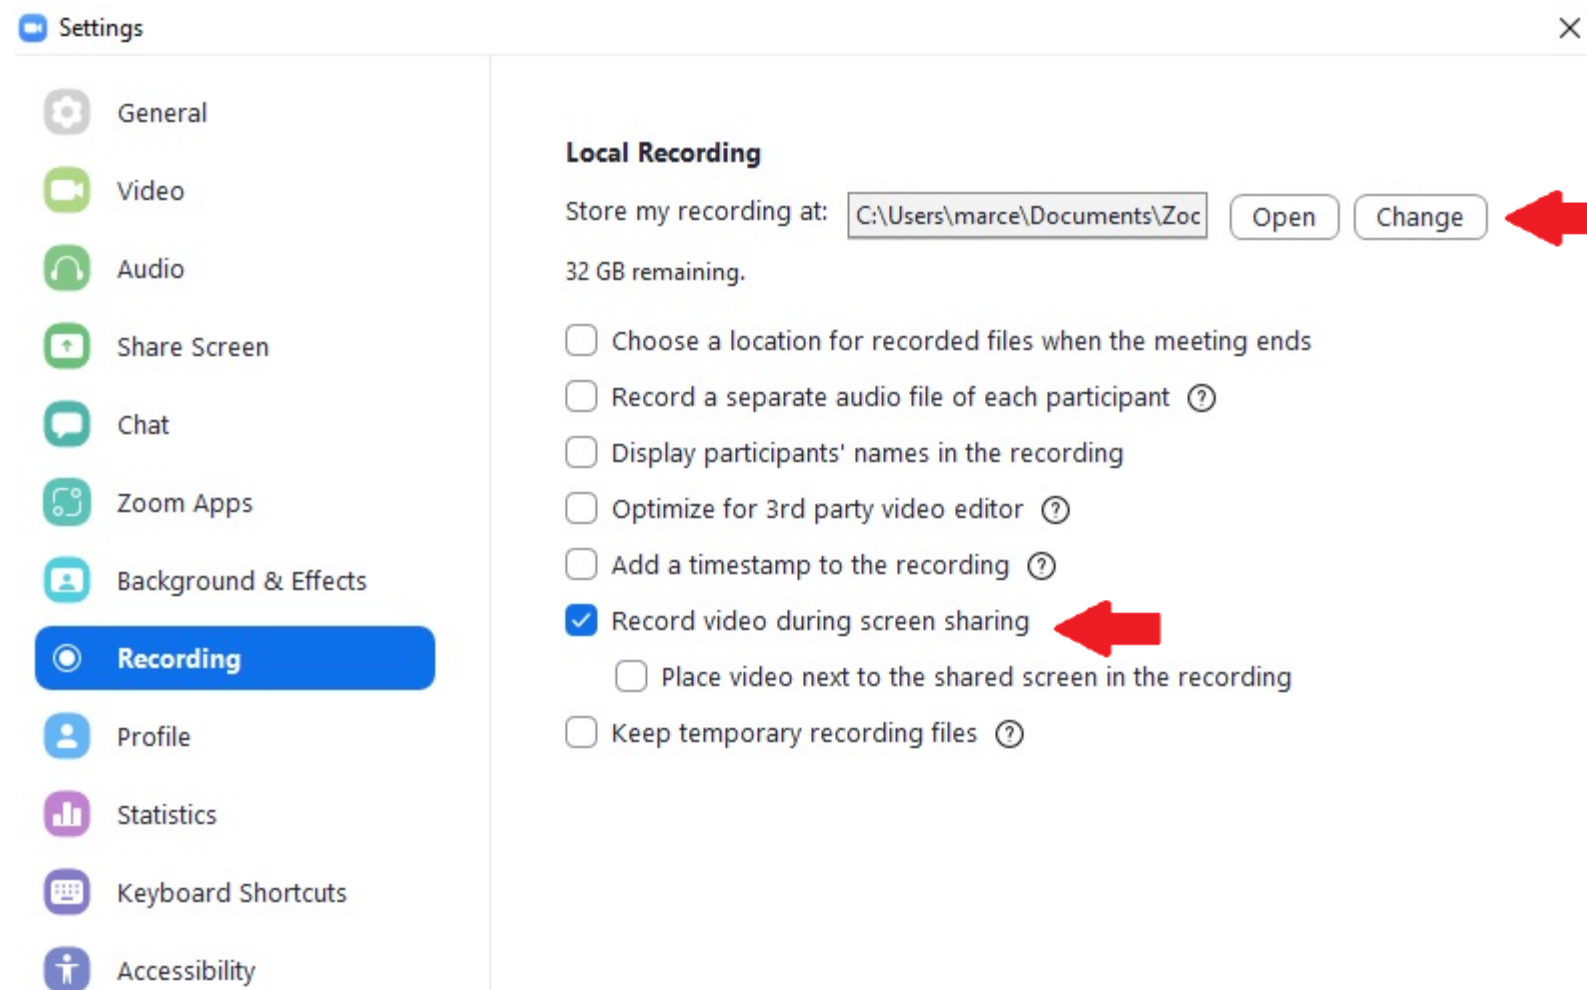 Settings
General
Video
Audio
Share Screen
Chat
Zoom Apps
Background & Effects
Recording
Profile
Statistics
Keyboard Shortcuts
Accessibility
Local Recording
Store my recording at: C:\Users\marce\Documents\Zoc Open Change
32 GB remaining.
Choose a location for recorded files when the meeting ends
Record a separate audio file of each participant ?
Display participants' names in the recording
Optimize for 3rd party video editor ?
Add a timestamp to the recording ?
Record video during screen sharing
Place video next to the shared screen in the recording
Keep temporary recording files ?